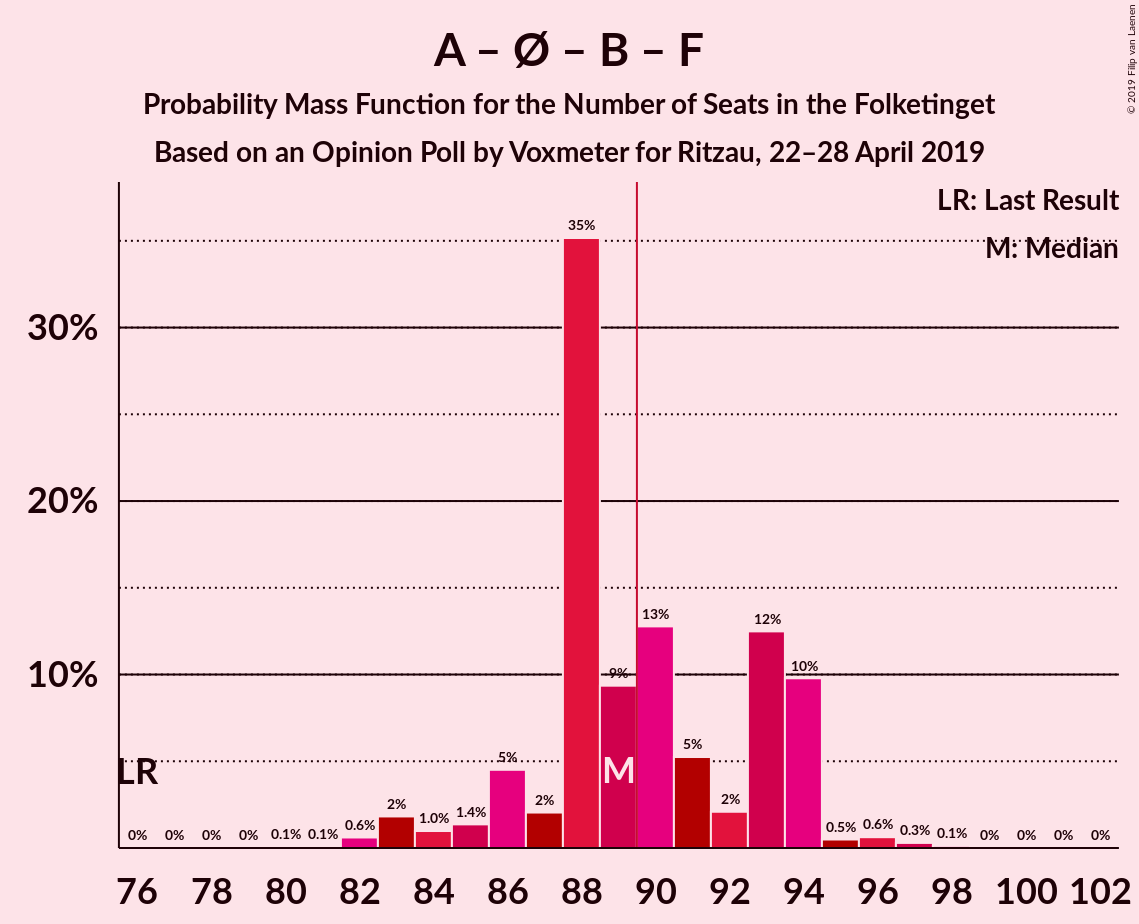 A – Ø – B – F
Probability Mass Function for the Number of Seats in the Folketinget
Based on an Opinion Poll by Voxmeter for Ritzau, 22–28 April 2019
© 2019 Filip van Laenen
LR: Last Result
M: Median
30%
20%
10%
0% 0% 0% 0% 0.1% 0.1% 0.6% 2% 1.0% 1.4% 5% 2% 35% 9% 13% 5% 2% 12% 10% 0.5% 0.6% 0.3% 0.1% 0% 0% 0% 0%
LR
M
76 78 80 82 84 86 88 90 92 94 96 98 100 102